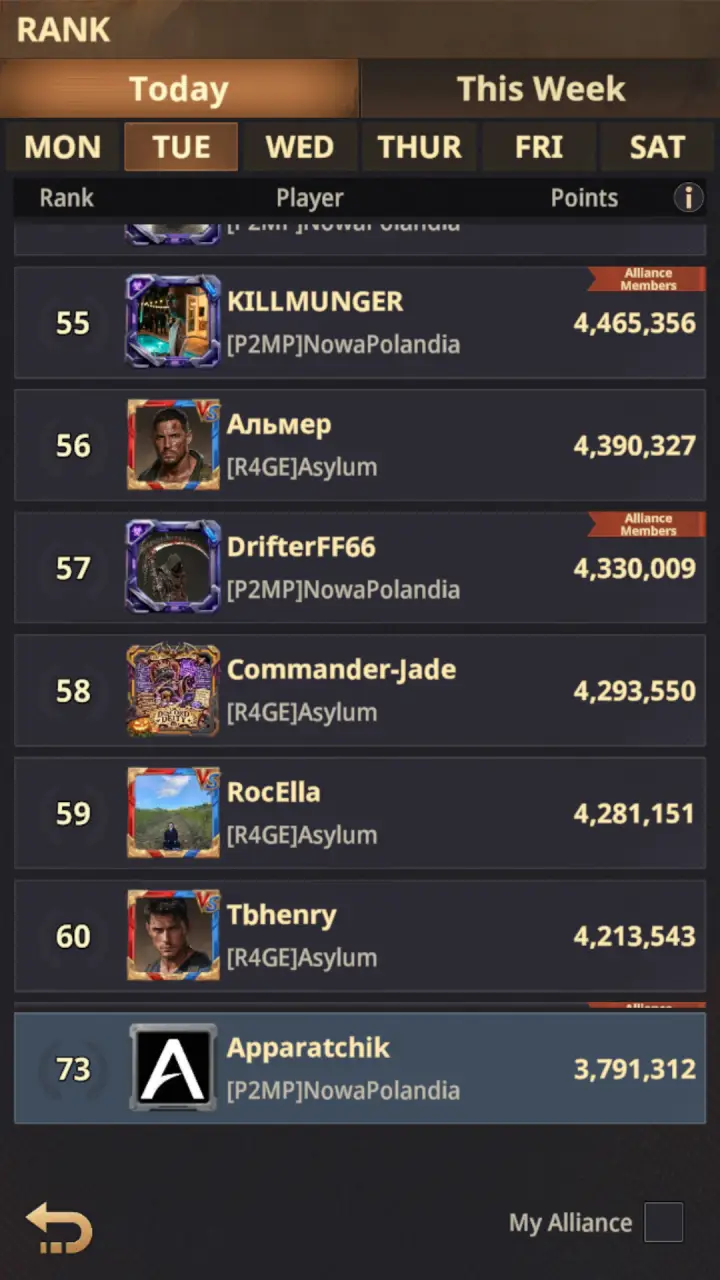 RANK
Today
This Week
MON
TUE
WED
THUR
FRI
SAT
Rank
Player
Points
[P2MP]NowaPolandia
Alliance
Members
55
KILLMUNGER
4,465,356
[P2MP]NowaPolandia
56
Альмер
4,390,327
[R4GE]Asylum
Alliance
Members
57
DrifterFF66
4,330,009
[P2MP]NowaPolandia
58
Commander-Jade
4,293,550
[R4GE]Asylum
59
RocElla
4,281,151
[R4GE]Asylum
60
Tbhenry
4,213,543
[R4GE]Asylum
Alliance
73
Apparatchik
3,791,312
[P2MP]NowaPolandia
My Alliance